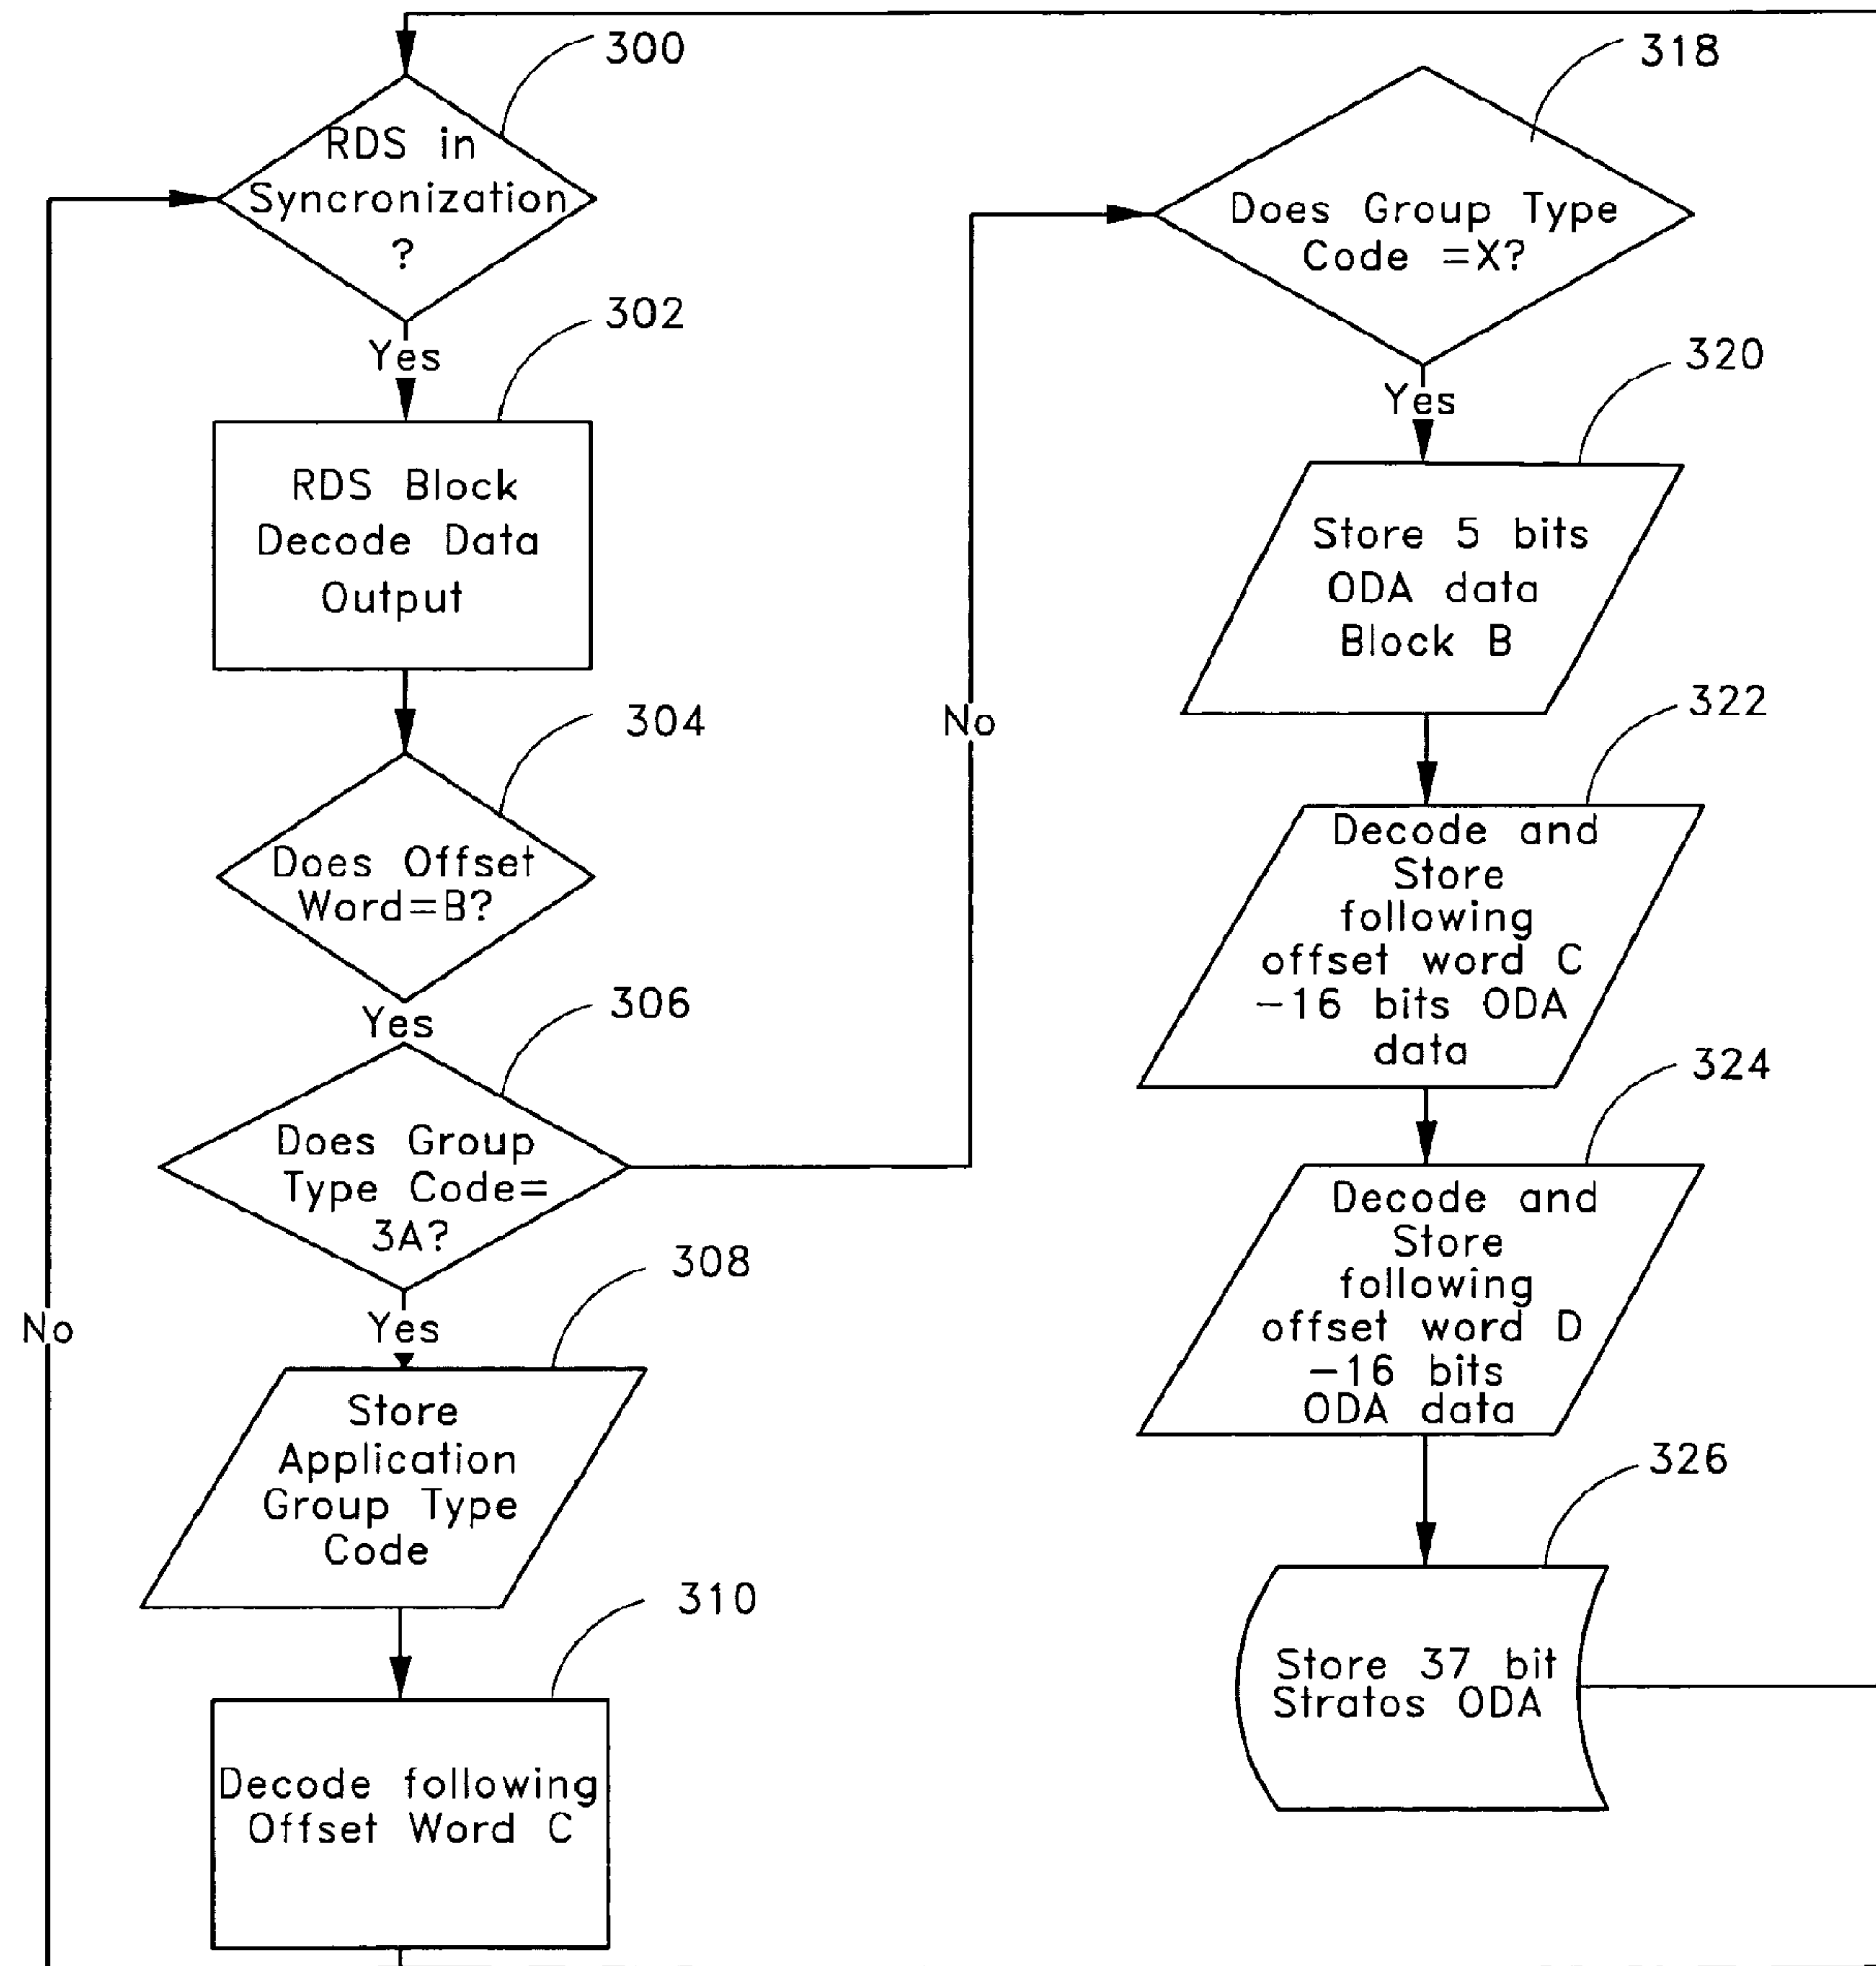 300
RDS in
Syncronization
?
Yes
302
RDS Block
Decode Data
Output
304
Does Offset
Word=B?
Yes
306
Does Group
Type Code=
3A?
No
Yes
308
Store
Application
Group Type
Code
310
Decode following
Offset Word C
No
318
Does Group Type
Code =X?
Yes
320
Store 5 bits
ODA data
Block B
322
Decode and
Store
following
offset word C
-16 bits ODA
data
324
Decode and
Store
following
offset word D
-16 bits
ODA data
326
Store 37 bit
Stratos ODA